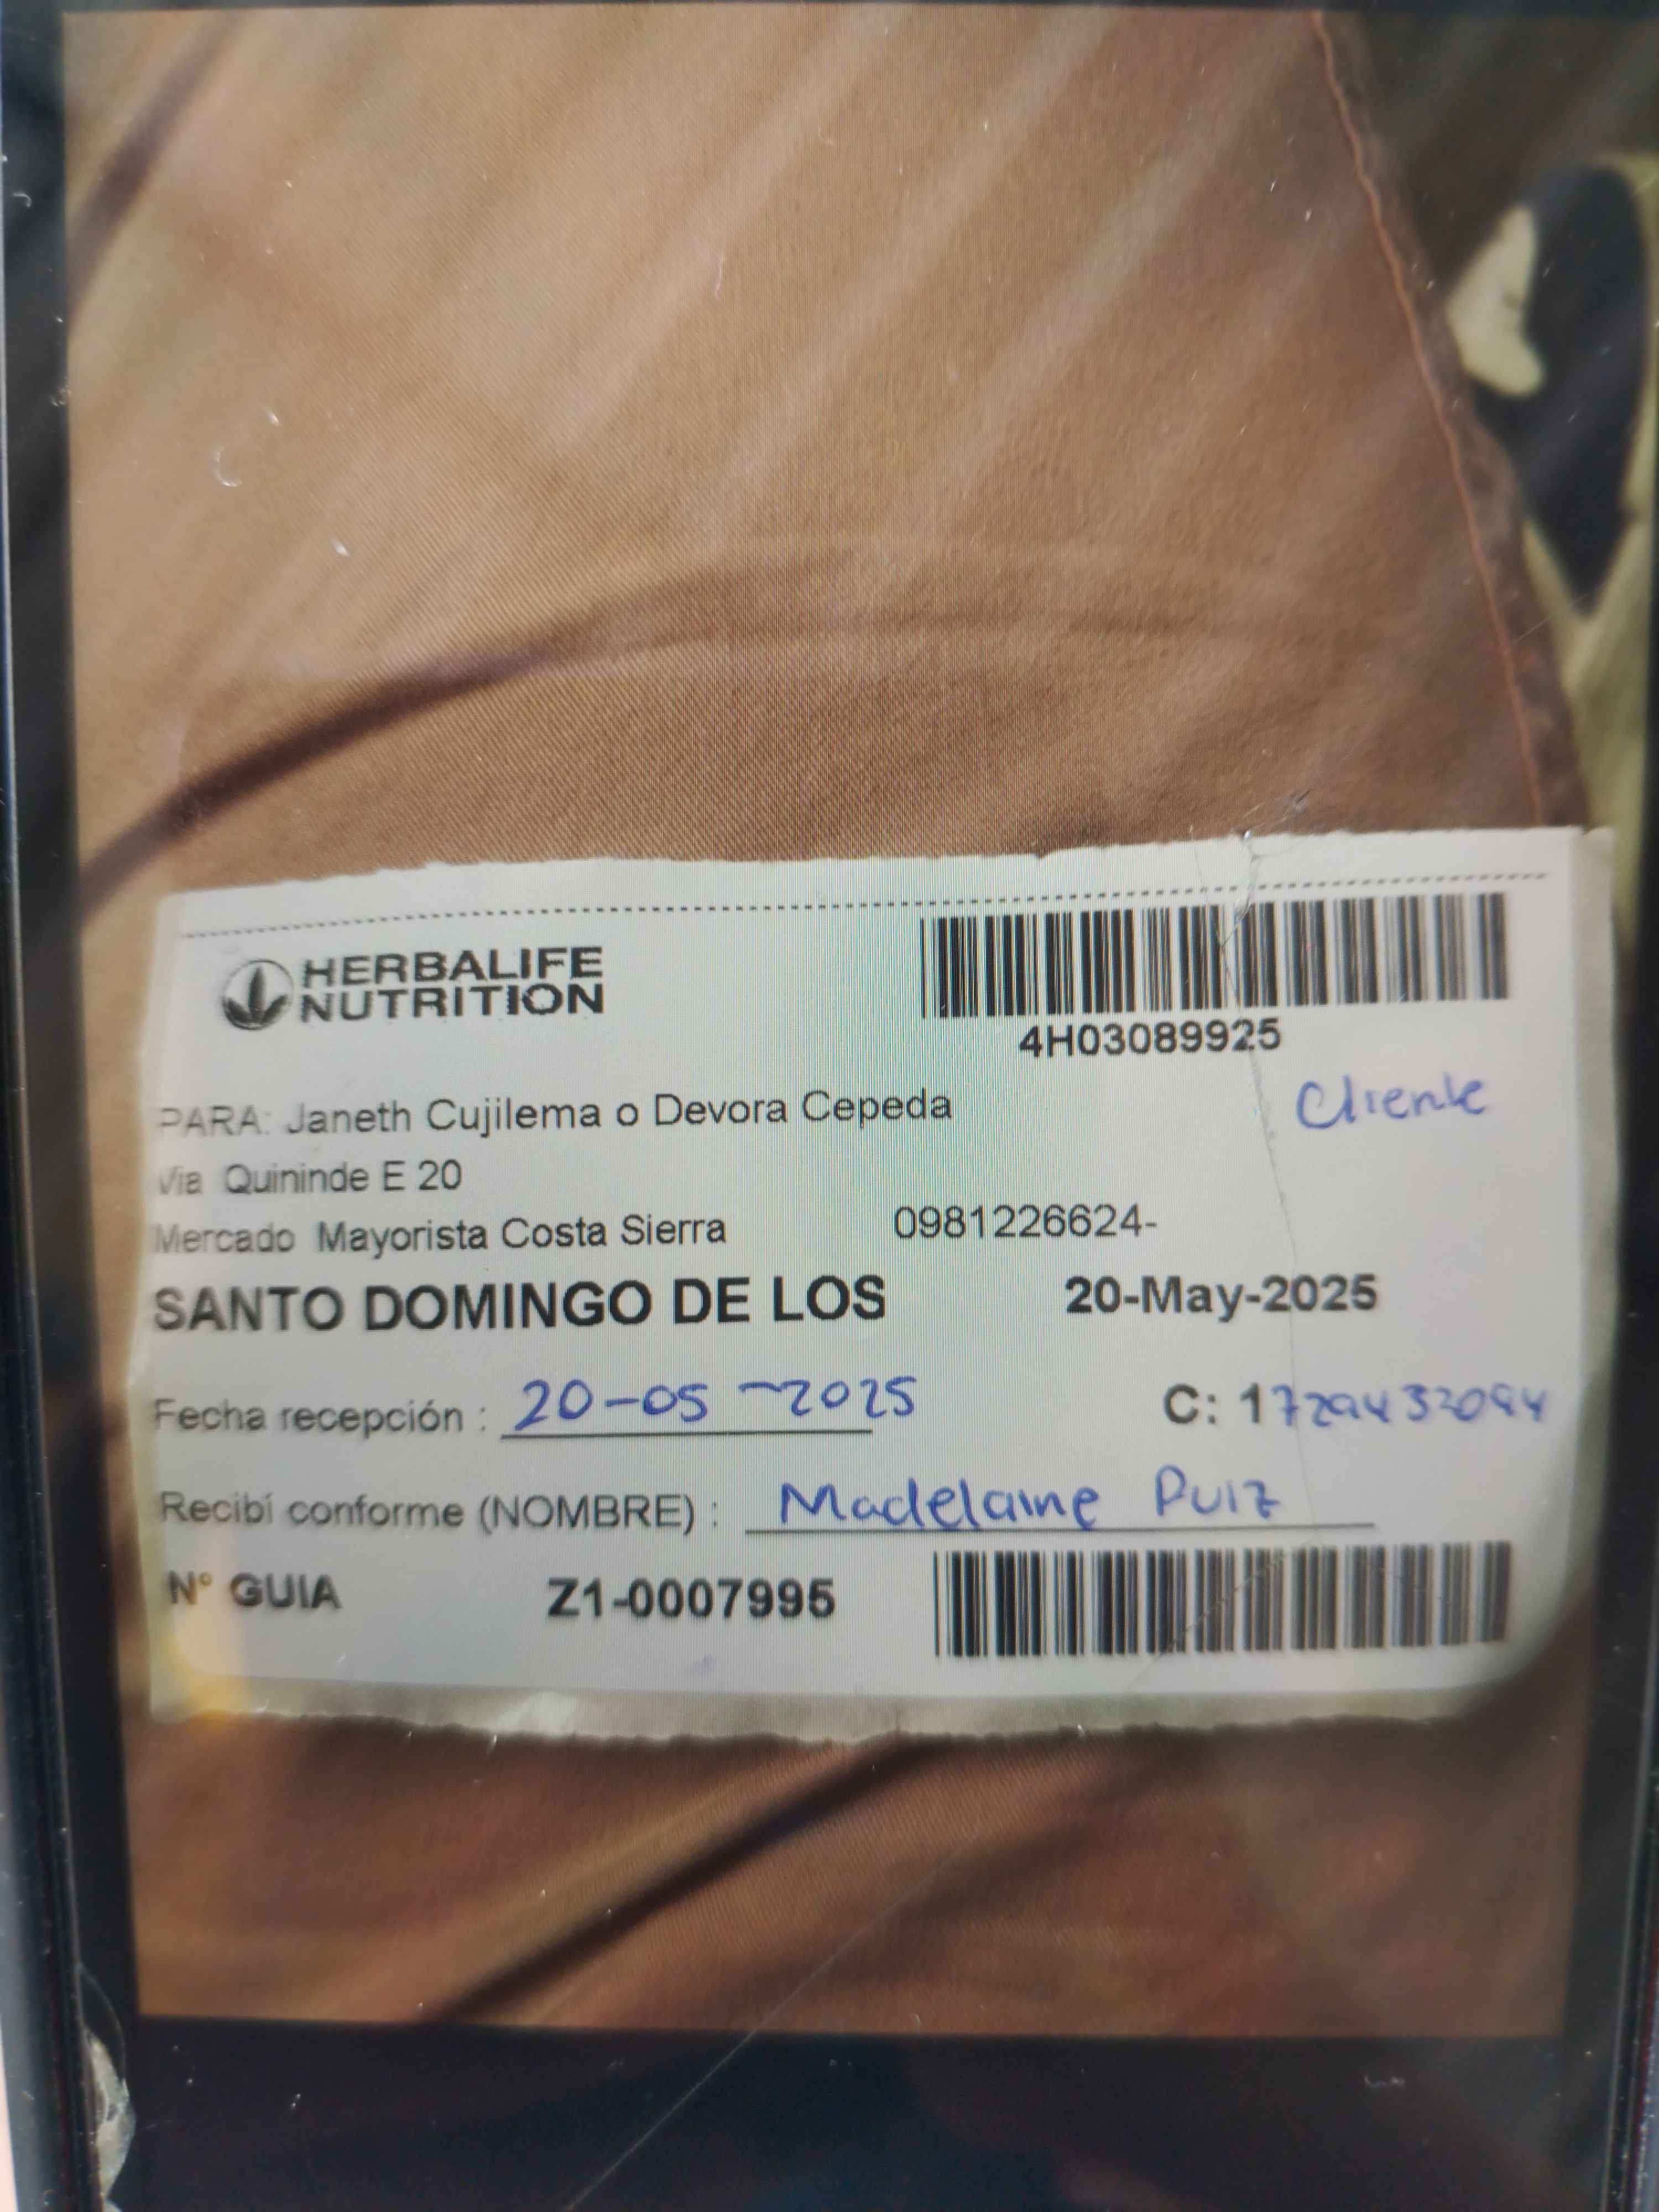 HERBALIFE
NUTRITION
4H03089925
PARA: Janeth Cujilema o Devora Cepeda
Cliente
Via Quininde E 20
Mercado Mayorista Costa Sierra 0981226624-
SANTO DOMINGO DE LOS 20-May-2025
Fecha recepción : 20-05-2025 C:
Recibí conforme (NOMBRE) : Madelaine Ruiz
N° GUIA Z1-0007995